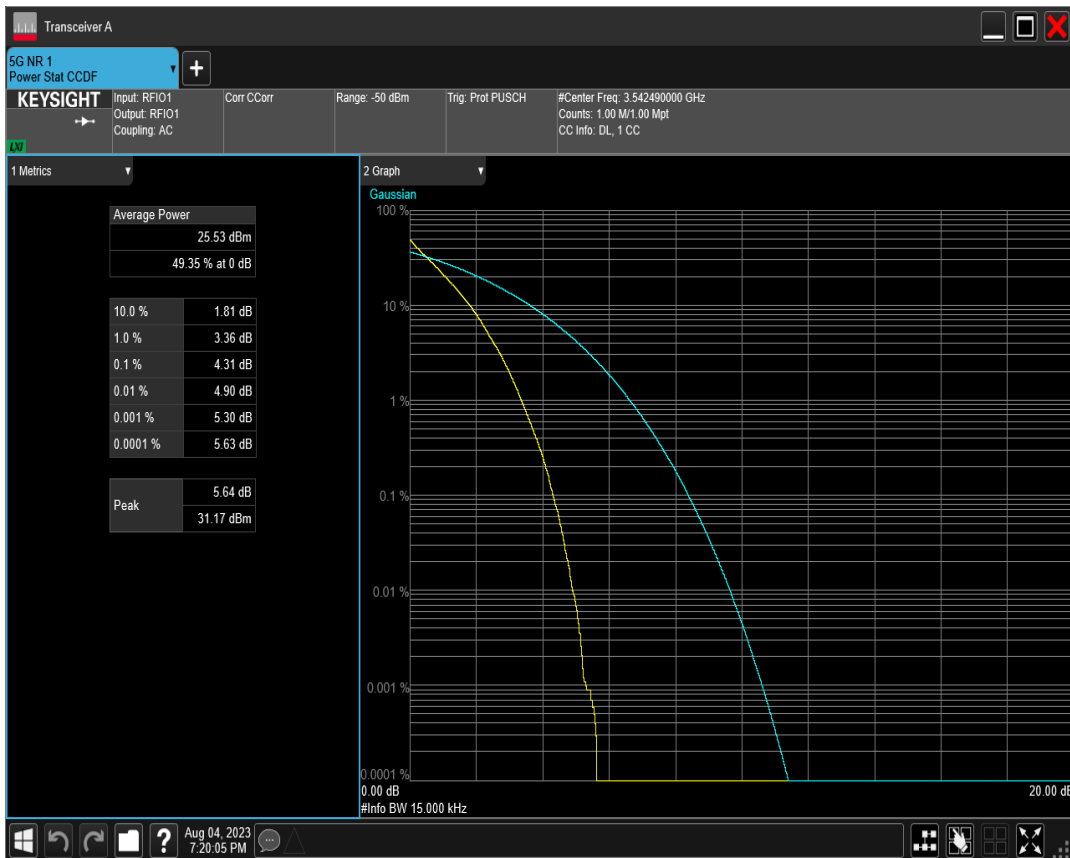 Transceiver A
5G NR 1
Power Stat CCDF
+
KEYSIGHT
LXI
Input: RFIO1
Output: RFIO1
Coupling: AC
Corr CCorr
Range: -50 dBm
Trig: Prot PUSCH
#Center Freq: 3.542490000 GHz
Counts: 1.00 M/1.00 Mpt
CC Info: DL, 1 CC
1 Metrics
Average Power
25.53 dBm
49.35 % at 0 dB
10.0 % 1.81 dB
1.0 % 3.36 dB
0.1 % 4.31 dB
0.01 % 4.90 dB
0.001 % 5.30 dB
0.0001 % 5.63 dB
Peak
5.64 dB
31.17 dBm
2 Graph
Gaussian
100 %
10 %
1 %
0.1 %
0.01 %
0.001 %
0.0001 %
0.00 dB
20.00 dB
#Info BW 15.000 kHz
?
Aug 04, 2023
7:20:05 PM